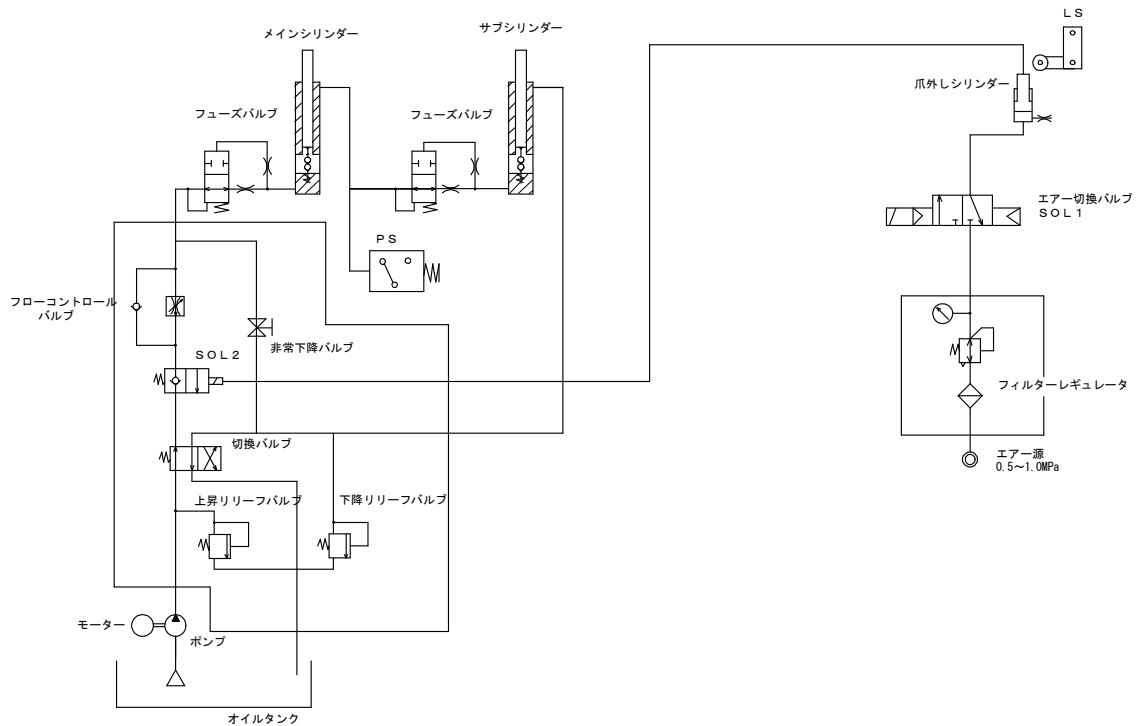 LS
メインシリンダー
サブシリンダー
爪外しシリンダー
フューズバルブ
フューズバルブ
エアー切換バルブ
SOL1
PS
フローコントロール
バルブ
非常下降バルブ
SOL2
フィルターレギュレータ
切換バルブ
エアー源
0.5~1.0MPa
上昇リリーフバルブ
下降リリーフバルブ
モーター
ポンプ
オイルタンク